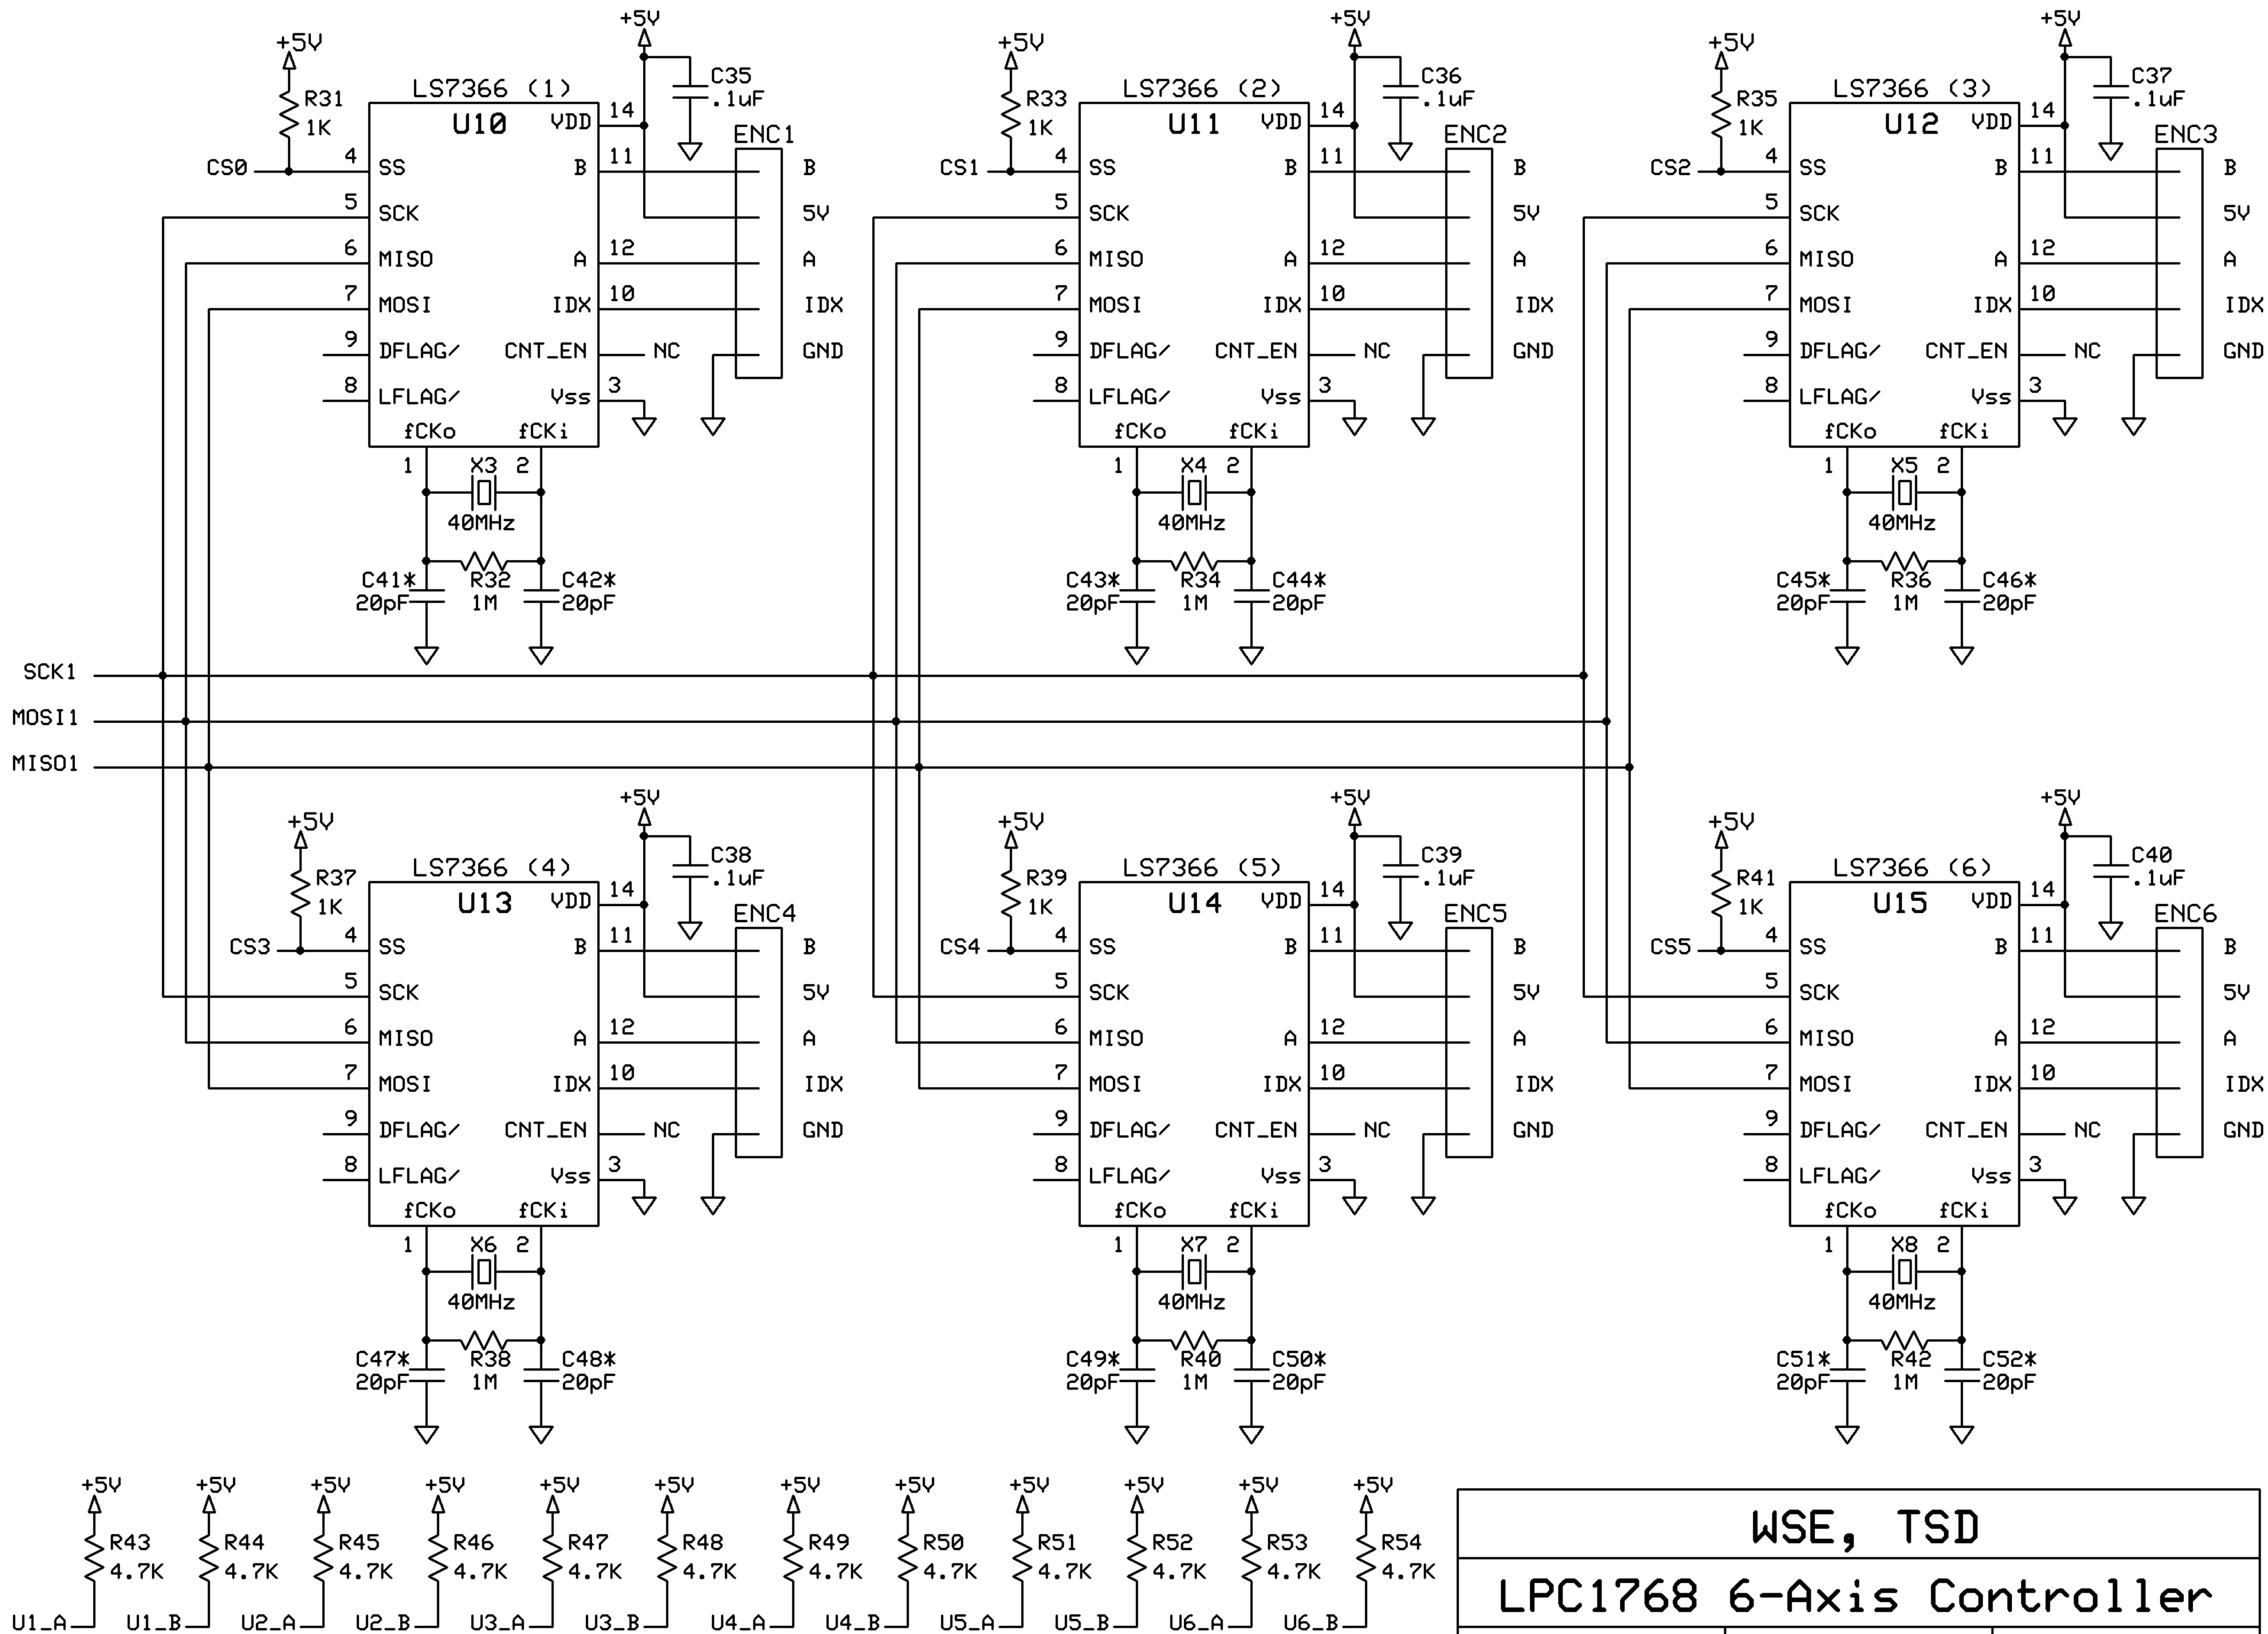 +5V
R31
1K
LS7366 (1)
U10
+5V
C35
.1uF
CS0
4 SS
5 SCK
6 MISO
7 MOSI
9 DFLAG/
8 LFLAG/
VDD 14
B 11
A 12
IDX 10
CNT_EN NC
Vss 3
fCKo fCKi
1 X3 2
40MHz
C41* R32 C42*
20pF 1M 20pF
ENC1
B
5V
A
IDX
GND
+5V
R33
1K
LS7366 (2)
U11
+5V
C36
.1uF
CS1
4 SS
5 SCK
6 MISO
7 MOSI
9 DFLAG/
8 LFLAG/
VDD 14
B 11
A 12
IDX 10
CNT_EN NC
Vss 3
fCKo fCKi
1 X4 2
40MHz
C43* R34 C44*
20pF 1M 20pF
ENC2
B
5V
A
IDX
GND
+5V
R35
1K
LS7366 (3)
U12
+5V
C37
.1uF
CS2
4 SS
5 SCK
6 MISO
7 MOSI
9 DFLAG/
8 LFLAG/
VDD 14
B 11
A 12
IDX 10
CNT_EN NC
Vss 3
fCKo fCKi
1 X5 2
40MHz
C45* R36 C46*
20pF 1M 20pF
ENC3
B
5V
A
IDX
GND
SCK1
MOSI1
MISO1
+5V
R37
1K
LS7366 (4)
U13
+5V
C38
.1uF
CS3
4 SS
5 SCK
6 MISO
7 MOSI
9 DFLAG/
8 LFLAG/
VDD 14
B 11
A 12
IDX 10
CNT_EN NC
Vss 3
fCKo fCKi
1 X6 2
40MHz
C47* R38 C48*
20pF 1M 20pF
ENC4
B
5V
A
IDX
GND
+5V
R39
1K
LS7366 (5)
U14
+5V
C39
.1uF
CS4
4 SS
5 SCK
6 MISO
7 MOSI
9 DFLAG/
8 LFLAG/
VDD 14
B 11
A 12
IDX 10
CNT_EN NC
Vss 3
fCKo fCKi
1 X7 2
40MHz
C49* R40 C50*
20pF 1M 20pF
ENC5
B
5V
A
IDX
GND
+5V
R41
1K
LS7366 (6)
U15
+5V
C40
.1uF
CS5
4 SS
5 SCK
6 MISO
7 MOSI
9 DFLAG/
8 LFLAG/
VDD 14
B 11
A 12
IDX 10
CNT_EN NC
Vss 3
fCKo fCKi
1 X8 2
40MHz
C51* R42 C52*
20pF 1M 20pF
ENC6
B
5V
A
IDX
GND
+5V +5V +5V +5V +5V +5V +5V +5V +5V +5V +5V +5V
R43 R44 R45 R46 R47 R48 R49 R50 R51 R52 R53 R54
4.7K 4.7K 4.7K 4.7K 4.7K 4.7K 4.7K 4.7K 4.7K 4.7K 4.7K 4.7K
U1_A U1_B U2_A U2_B U3_A U3_B U4_A U4_B U5_A U5_B U6_A U6_B
WSE, TSD
LPC1768 6-Axis Controller